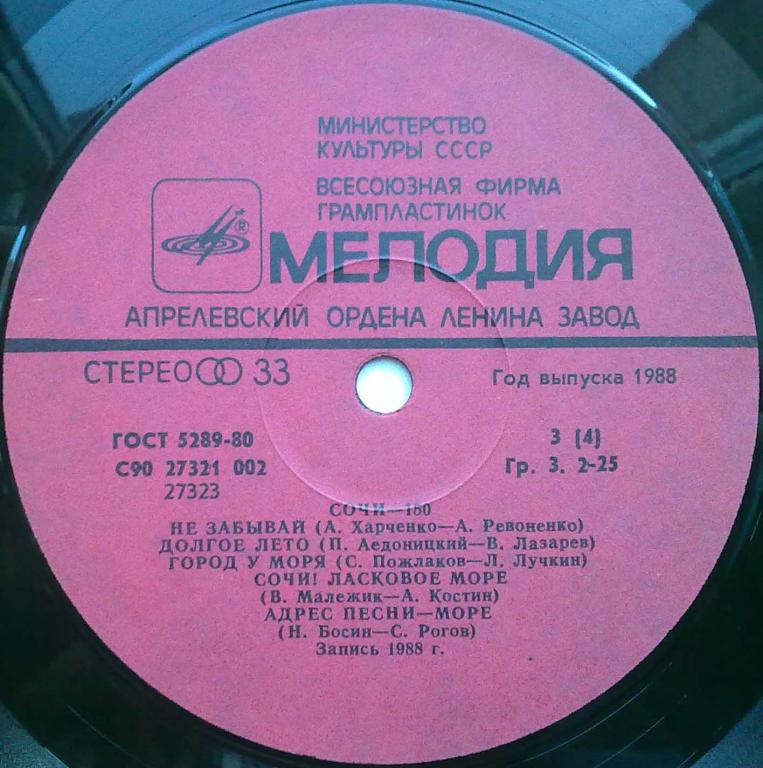 МИНИСТЕРСТВО
КУЛЬТУРЫ СССР
ВСЕСОЮЗНАЯ ФИРМА
ГРАМПЛАСТИНОК
®
МЕЛОДИЯ
АПРЕЛЕВСКИЙ ОРДЕНА ЛЕНИНА ЗАВОД
СТЕРЕО 33
Год выпуска 1988
ГОСТ 5289-80
3 (4)
С90 27321 002
Гр. 3. 2-25
27323
СОЧИ—150
НЕ ЗАБЫВАЙ (А. Харченко—А. Ревоненко)
ДОЛГОЕ ЛЕТО (П. Аедоницкий—В. Лазарев)
ГОРОД У МОРЯ (С. Пожлаков—Л. Лучкин)
СОЧИ! ЛАСКОВОЕ МОРЕ
(В. Малежик—А. Костин)
АДРЕС ПЕСНИ—МОРЕ
(Н. Босин—С. Рогов)
Запись 1988 г.